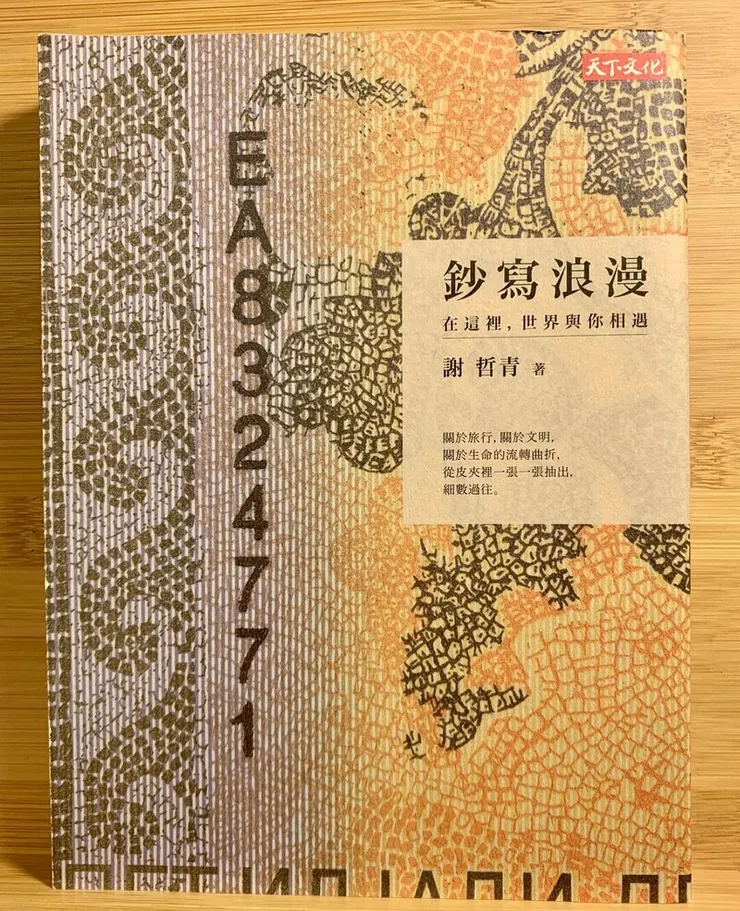 天下文化
EA83247771
鈔寫浪漫
在這裡，世界與你相遇
謝哲青 著
關於旅行，關於文明，
關於生命的流轉曲折，
從皮夾裡一張一張抽出，
細數過往。